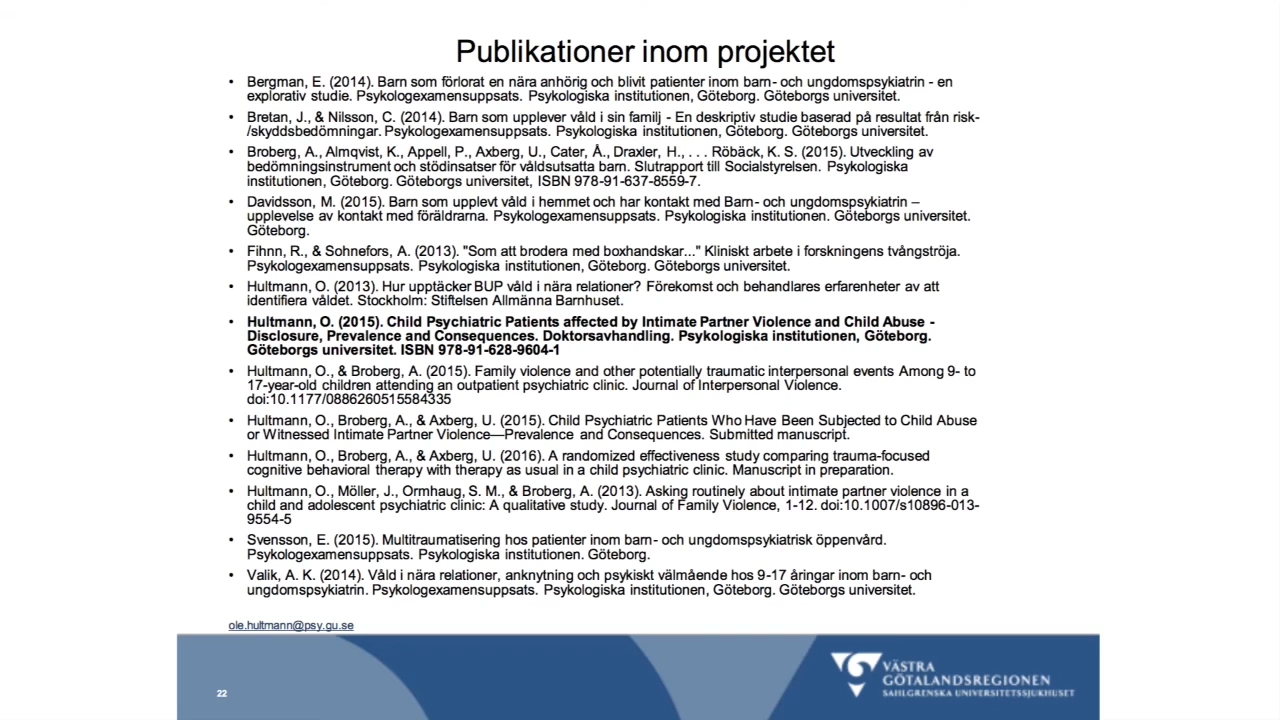 Publikationer inom projektet
• Bergman, E. (2014). Barn som förlorat en nära anhörig och blivit patienter inom barn- och ungdomspsykiatrin - en
explorativ studie. Psykologexamensuppsats. Psykologiska institutionen, Göteborg. Göteborgs universitet.
• Bretan, J., & Nilsson, C. (2014). Barn som upplever våld i sin familj - En deskriptiv studie baserad på resultat från risk-
/skyddsbedömningar. Psykologexamensuppsats. Psykologiska institutionen, Göteborg. Göteborgs universitet.
• Broberg, A., Almqvist, K., Appell, P., Axberg, U., Cater, Å., Draxler, H., . . . Röbäck, K. S. (2015). Utveckling av
bedömningsinstrument och stödinsatser för våldsutsatta barn. Slutrapport till Socialstyrelsen. Psykologiska
institutionen, Göteborg. Göteborgs universitet, ISBN 978-91-637-8559-7.
• Davidsson, M. (2015). Barn som upplevt våld i hemmet och har kontakt med Barn- och ungdomspsykiatrin –
upplevelse av kontakt med föräldrarna. Psykologexamensuppsats. Psykologiska institutionen. Göteborgs universitet.
Göteborg.
• Fihnn, R., & Sohnefors, A. (2013). "Som att brodera med boxhandskar..." Kliniskt arbete i forskningens tvångströja.
Psykologexamensuppsats. Psykologiska institutionen, Göteborg. Göteborgs universitet.
• Hultmann, O. (2013). Hur upptäcker BUP våld i nära relationer? Förekomst och behandlares erfarenheter av att
identifiera våldet. Stockholm: Stiftelsen Allmänna Barnhuset.
• Hultmann, O. (2015). Child Psychiatric Patients affected by Intimate Partner Violence and Child Abuse -
Disclosure, Prevalence and Consequences. Doktorsavhandling. Psykologiska institutionen, Göteborg.
Göteborgs universitet. ISBN 978-91-628-9604-1
• Hultmann, O., & Broberg, A. (2015). Family violence and other potentially traumatic interpersonal events Among 9- to
17-year-old children attending an outpatient psychiatric clinic. Journal of Interpersonal Violence.
doi:10.1177/0886260515584335
• Hultmann, O., Broberg, A., & Axberg, U. (2015). Child Psychiatric Patients Who Have Been Subjected to Child Abuse
or Witnessed Intimate Partner Violence—Prevalence and Consequences. Submitted manuscript.
• Hultmann, O., Broberg, A., & Axberg, U. (2016). A randomized effectiveness study comparing trauma-focused
cognitive behavioral therapy with therapy as usual in a child psychiatric clinic. Manuscript in preparation.
• Hultmann, O., Möller, J., Ormhaug, S. M., & Broberg, A. (2013). Asking routinely about intimate partner violence in a
child and adolescent psychiatric clinic: A qualitative study. Journal of Family Violence, 1-12. doi:10.1007/s10896-013-
9554-5
• Svensson, E. (2015). Multitraumatisering hos patienter inom barn- och ungdomspsykiatrisk öppenvård.
Psykologexamensuppsats. Psykologiska institutionen. Göteborg.
• Valik, A. K. (2014). Våld i nära relationer, anknytning och psykiskt välmående hos 9-17 åringar inom barn- och
ungdomspsykiatrin. Psykologexamensuppsats. Psykologiska institutionen, Göteborg. Göteborgs universitet.
ole.hultmann@psy.gu.se
22
VÄSTRA
GÖTALANDSREGIONEN
SAHLGRENSKA UNIVERSITETSSJUKHUSET